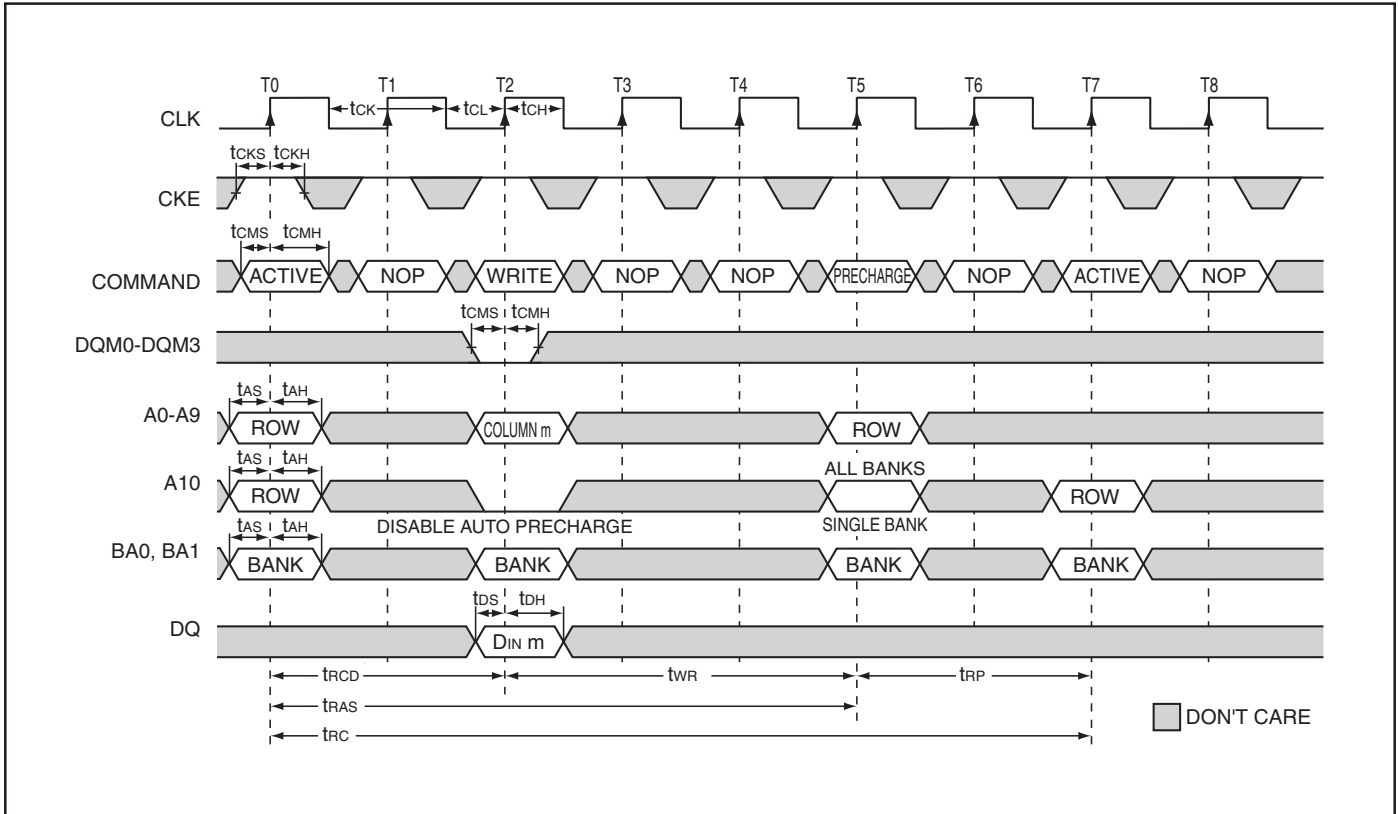 T0 T1 T2 T3 T4 T5 T6 T7 T8
CLK tCK tCL tCH
tCKS tCKH
CKE
tCMS tCMH
COMMAND ACTIVE NOP WRITE NOP NOP PRECHARGE NOP ACTIVE NOP
tCMS tCMH
DQM0-DQM3
tAS tAH
A0-A9 ROW COLUMN m ROW
tAS tAH ALL BANKS
A10 ROW ROW
tAS tAH DISABLE AUTO PRECHARGE SINGLE BANK
BA0, BA1 BANK BANK BANK BANK
tDS tDH
DQ DIN m
tRCD tWR tRP
tRAS
DON'T CARE
tRC